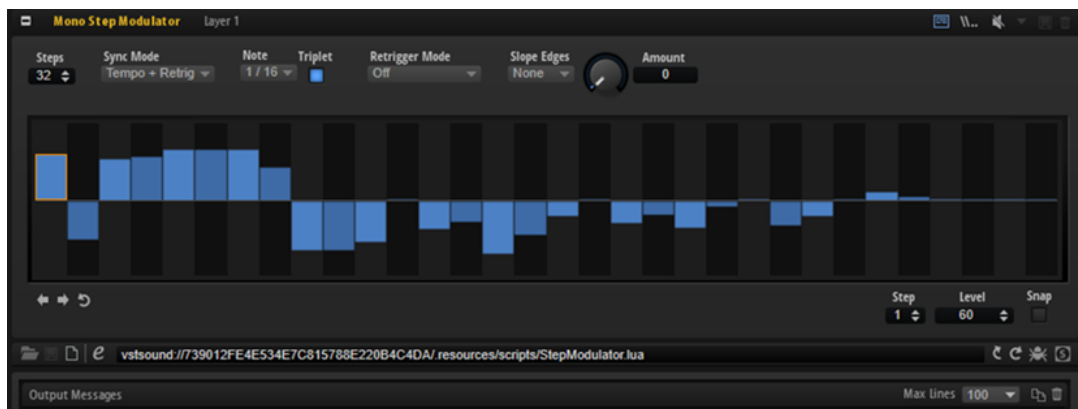 Mono Step Modulator Layer 1
Steps Sync Mode Note Triplet Retrigger Mode Slope Edges Amount
32 Tempo + Retrig 1 / 16 Off None 0
Step Level Snap
1 60
e vstsound://739012FE4E534E7C815788E220B4C4DA/.resources/scripts/StepModulator.lua S
Output Messages Max Lines 100